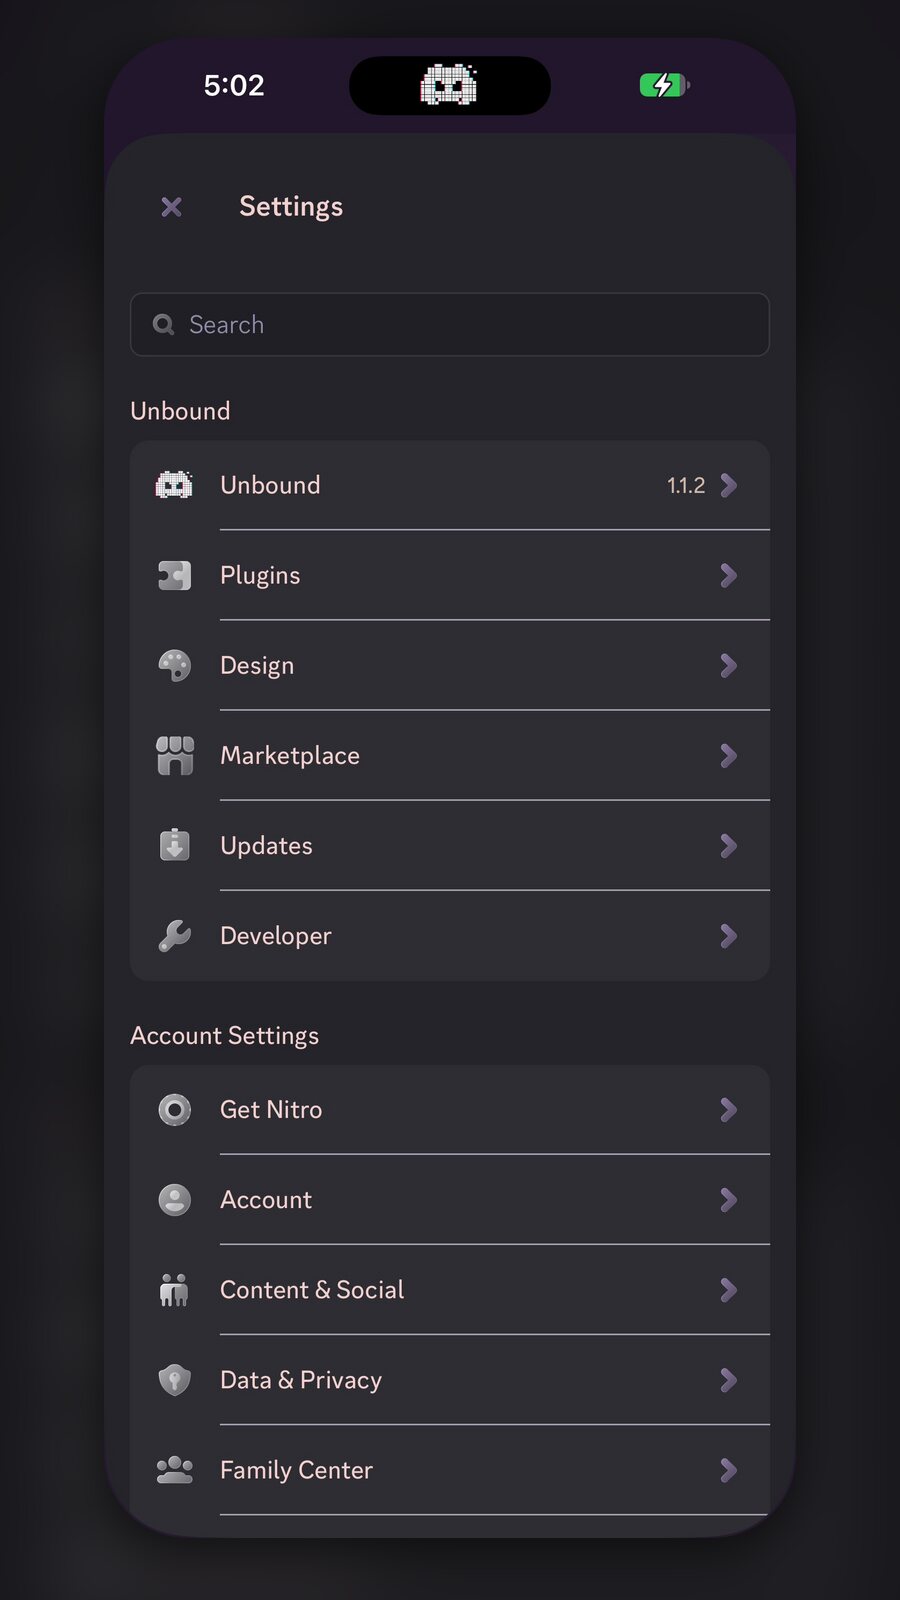 5:02
Settings
Search
Unbound
Unbound 1.1.2
Plugins
Design
Marketplace
Updates
Developer
Account Settings
Get Nitro
Account
Content & Social
Data & Privacy
Family Center